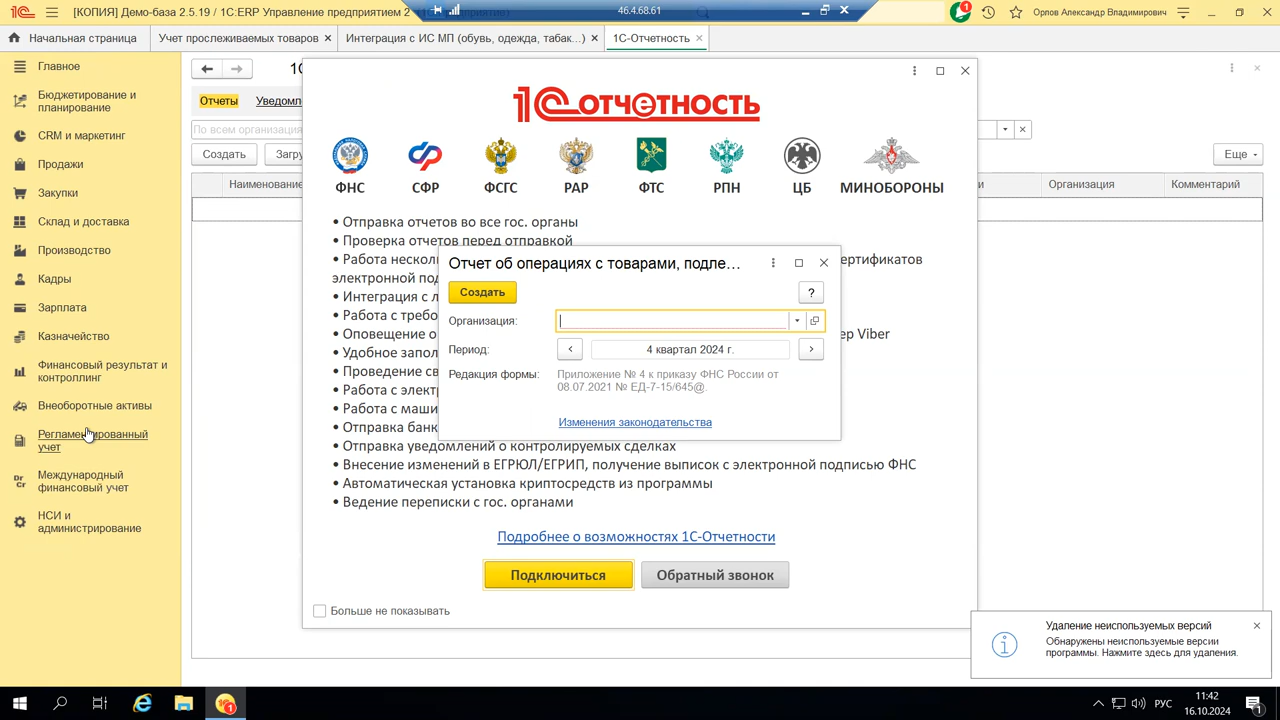 [КОПИЯ] Демо-база 2.5.19 / 1С:ERP Управление предприятием 2
46.4.68.61
1
Орлов Александр Владимирович
Начальная страница
Учет прослеживаемых товаров ×
Интеграция с ИС МП (обувь, одежда, табак...) ×
1С-Отчетность ×
Главное
Бюджетирование и
планирование
CRM и маркетинг
Продажи
Закупки
Склад и доставка
Производство
Кадры
Зарплата
Казначейство
Финансовый результат и
контроллинг
Внеоборотные активы
Регламентированный
учет
Международный
финансовый учет
НСИ и
администрирование
1С
Отчеты
Уведомл
По всем организа
Создать
Загру
Еще
Наименование
и
Организация
Комментарий
1С отчетность
ФНС
СФР
ФСГС
РАР
ФТС
РПН
ЦБ
МИНОБОРОНЫ
• Отправка отчетов во все гос. органы
• Проверка отчетов перед отправкой
• Работа неско
ертификатов
электронной под
• Интеграция с
• Работа с требо
• Оповещение о
ер Viber
• Удобное запол
• Проведение св
• Работа с элект
• Работа с маши
• Отправка банк
• Отправка уведомлений о контролируемых сделках
• Внесение изменений в ЕГРЮЛ/ЕГРИП, получение выписок с электронной подписью ФНС
• Автоматическая установка криптосредств из программы
• Ведение переписки с гос. органами
Подробнее о возможностях 1С-Отчетности
Подключиться
Обратный звонок
Больше не показывать
Отчет об операциях с товарами, подле...
Создать
?
Организация:
Период:
4 квартал 2024 г.
Редакция формы:
Приложение № 4 к приказу ФНС России от
08.07.2021 № ЕД-7-15/645@.
Изменения законодательства
Удаление неиспользуемых версий
Обнаружены неиспользуемые версии
программы. Нажмите здесь для удаления.
РУС
11:42
16.10.2024
1
1